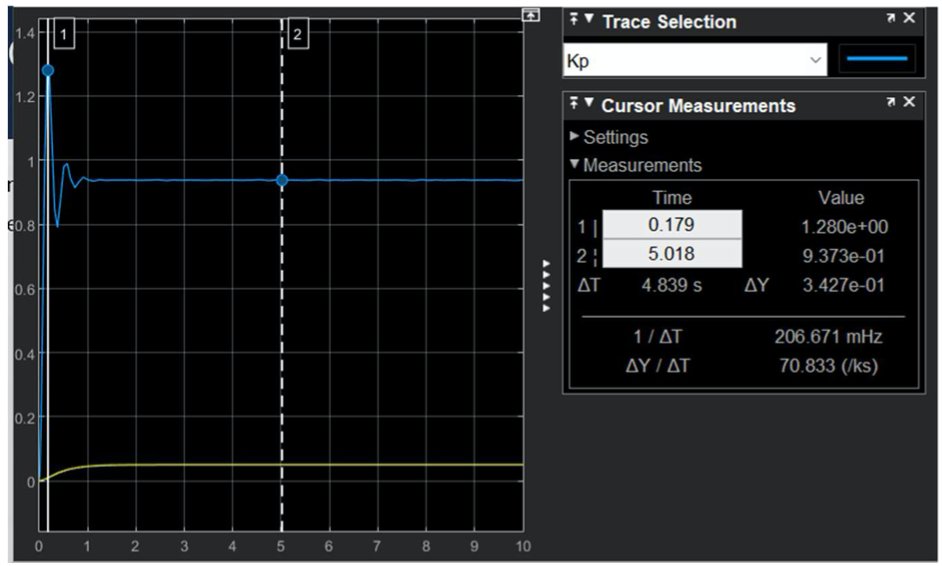 1.4
1
2
1.2
1
0.8
0.6
0.4
0.2
0
0 1 2 3 4 5 6 7 8 9 10
Trace Selection
Kp
Cursor Measurements
Settings
Measurements
Time Value
1 | 0.179 1.280e+00
2 ¦ 5.018 9.373e-01
ΔT 4.839 s ΔY 3.427e-01
1 / ΔT 206.671 mHz
ΔY / ΔT 70.833 (/ks)